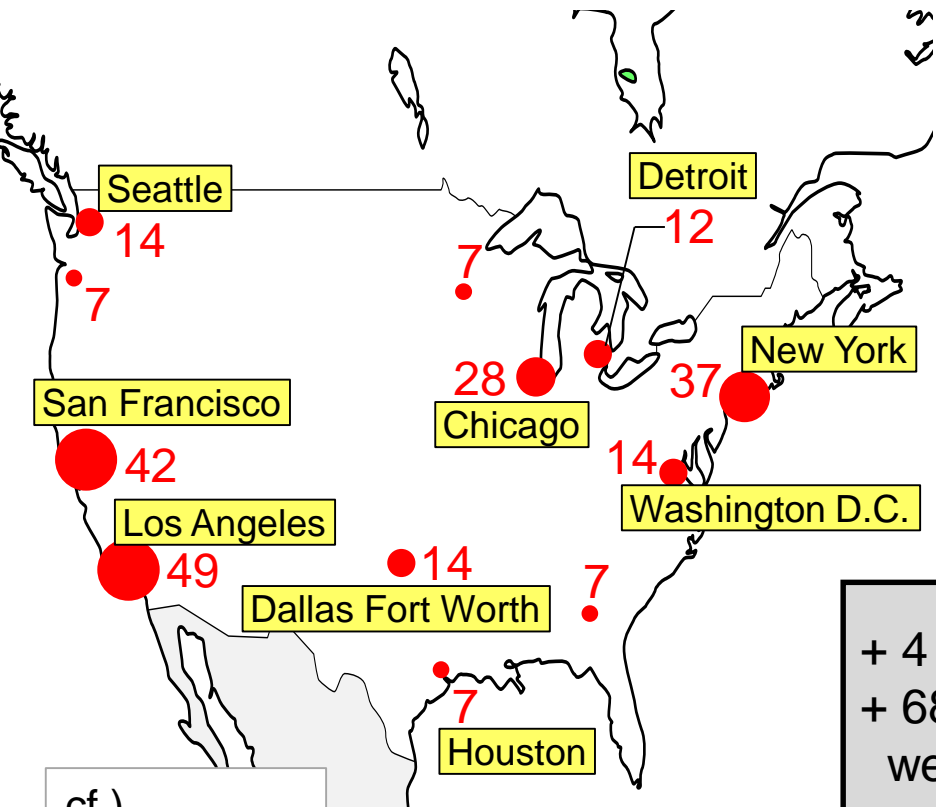 Detroit
12
Seattle
14
7
7
New York
37
28
Chicago
San Francisco
42
14
Washington D.C.
Los Angeles
49
14
Dallas Fort Worth
7
7
Houston
+ 4
+ 68
cf.)